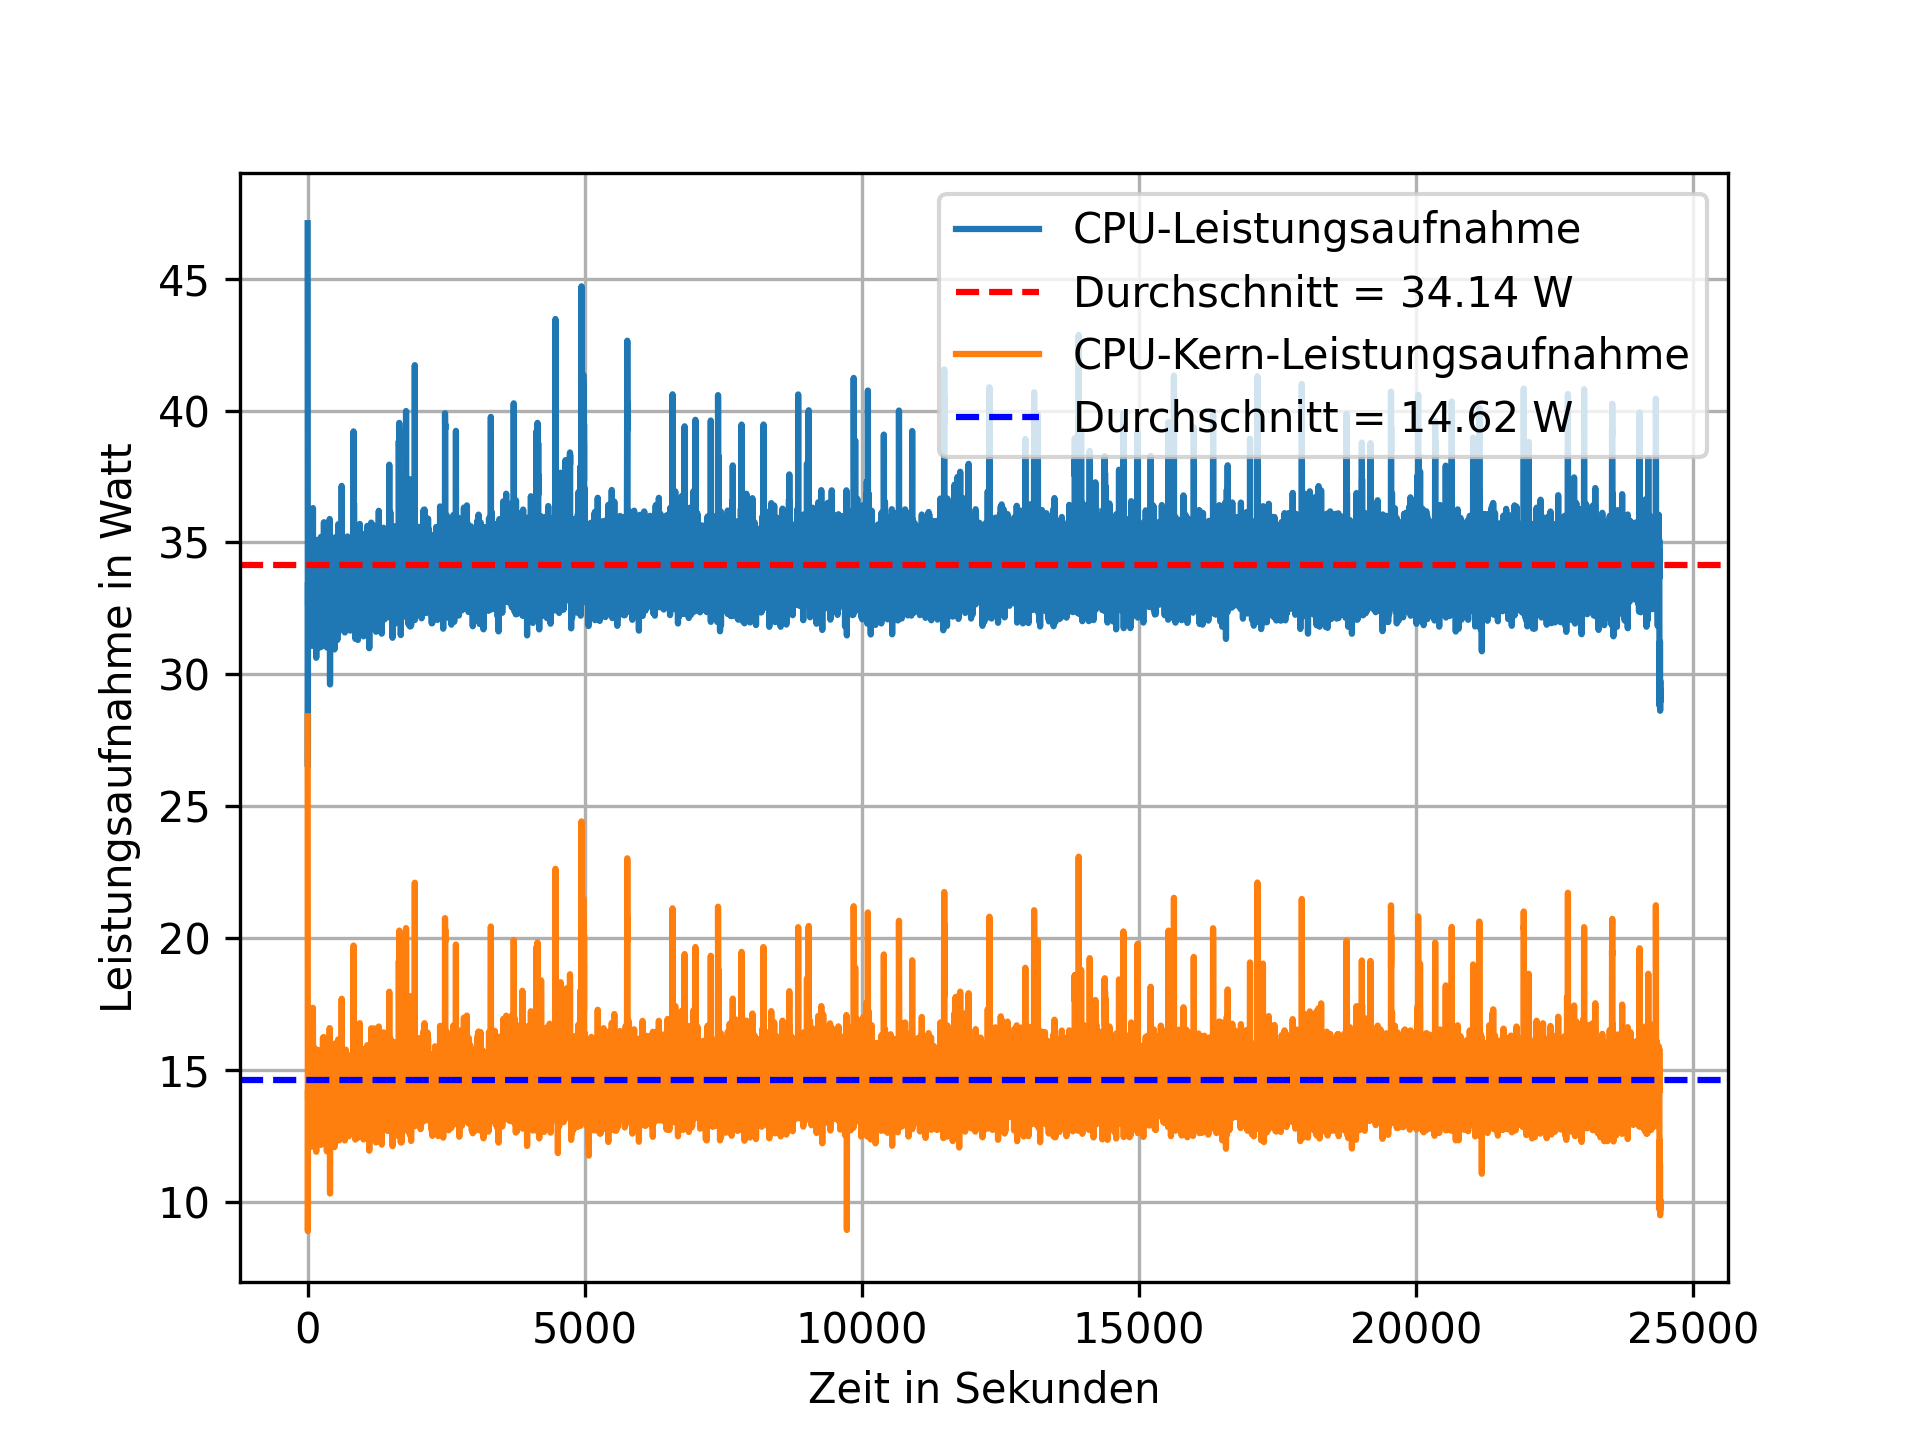 CPU-Leistungsaufnahme
Durchschnitt = 34.14 W
CPU-Kern-Leistungsaufnahme
Durchschnitt = 14.62 W
Leistungsaufnahme in Watt
45
40
35
30
25
20
15
10
0 5000 10000 15000 20000 25000
Zeit in Sekunden